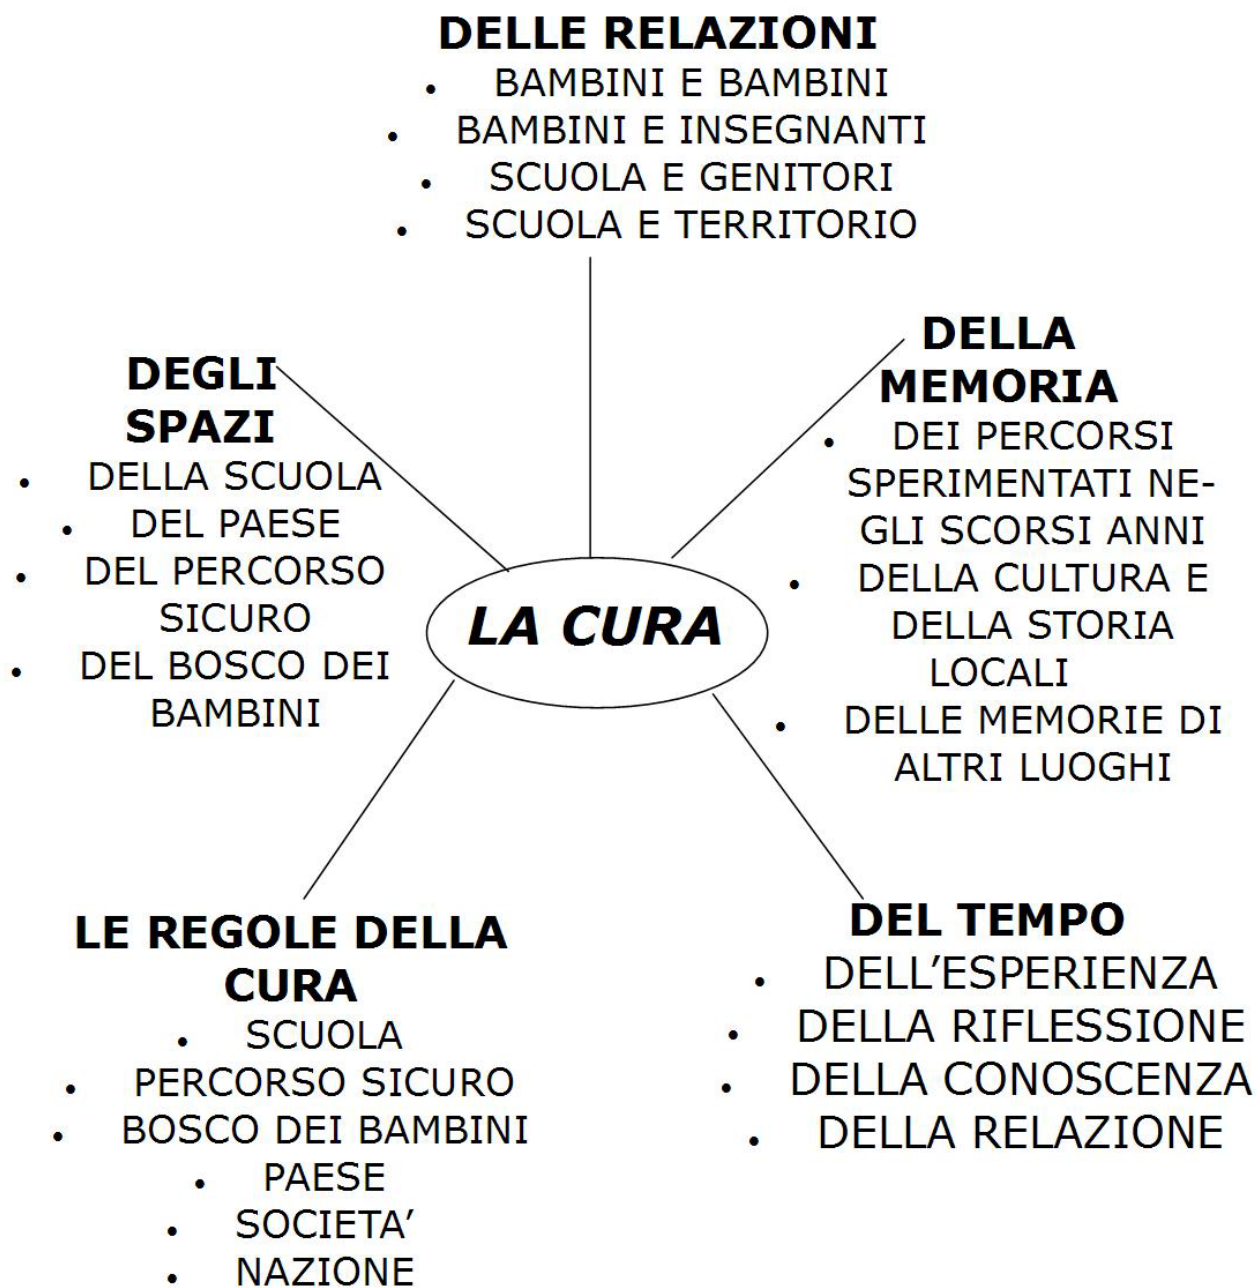 DELLE RELAZIONI
• BAMBINI E BAMBINI
• BAMBINI E INSEGNANTI
• SCUOLA E GENITORI
• SCUOLA E TERRITORIO
DEGLI
SPAZI
• DELLA SCUOLA
• DEL PAESE
• DEL PERCORSO
SICURO
• DEL BOSCO DEI
BAMBINI
LA CURA
DELLA
MEMORIA
• DEI PERCORSI
SPERIMENTATI NE-
GLI SCORSI ANNI
• DELLA CULTURA E
DELLA STORIA
LOCALI
• DELLE MEMORIE DI
ALTRI LUOGHI
LE REGOLE DELLA
CURA
• SCUOLA
• PERCORSO SICURO
• BOSCO DEI BAMBINI
• PAESE
• SOCIETA’
• NAZIONE
DEL TEMPO
• DELL’ESPERIENZA
• DELLA RIFLESSIONE
• DELLA CONOSCENZA
• DELLA RELAZIONE